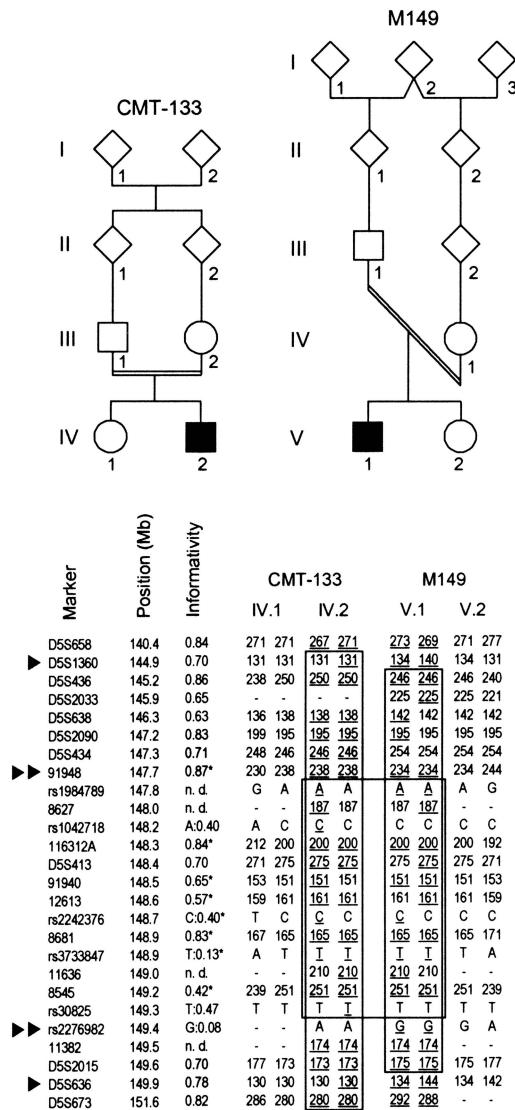 M149
I
1
2
3
CMT-133
I
1
2
II
1
2
II
1
2
III
1
2
III
1
2
IV
1
IV
1
2
V
1
2
Marker Position (Mb) Informativity
CMT-133 M149
IV.1 IV.2 V.1 V.2
D5S658 140.4 0.84 271 271 267 271 273 269 271 277
D5S1360 144.9 0.70 131 131 131 131 134 140 134 131
D5S436 145.2 0.86 238 250 250 250 246 246 246 240
D5S2033 145.9 0.65 - - - - 225 225 225 221
D5S638 146.3 0.63 136 138 138 138 142 142 142 142
D5S2090 147.2 0.83 199 195 195 195 195 195 195 195
D5S434 147.3 0.71 248 246 246 246 254 254 254 254
91948 147.7 0.87* 230 238 238 238 234 234 234 244
rs1984789 147.8 n. d. G A A A A A A G
8627 148.0 n. d. - - 187 187 187 187 - -
rs1042718 148.2 A:0.40 A C C C C C C C
116312A 148.3 0.84* 212 200 200 200 200 200 200 192
D5S413 148.4 0.70 271 275 275 275 275 275 275 271
91940 148.5 0.65* 153 151 151 151 151 151 151 153
12613 148.6 0.57* 159 161 161 161 161 161 161 159
rs2242376 148.7 C:0.40* T C C C C C C C
8681 148.9 0.83* 167 165 165 165 165 165 165 171
rs3733847 148.9 T:0.13* A T T T T T T A
11636 149.0 n. d. - - 210 210 210 210 - -
8545 149.2 0.42* 239 251 251 251 251 251 251 239
rs30825 149.3 T:0.47 T T T T T T T T
rs2276982 149.4 G:0.08 - - A A G G G A
11382 149.5 n. d. - - 174 174 174 174 - -
D5S2015 149.6 0.70 177 173 173 173 175 175 175 177
D5S636 149.9 0.78 130 130 130 130 134 144 134 142
D5S673 151.6 0.82 286 280 280 280 292 288 - -